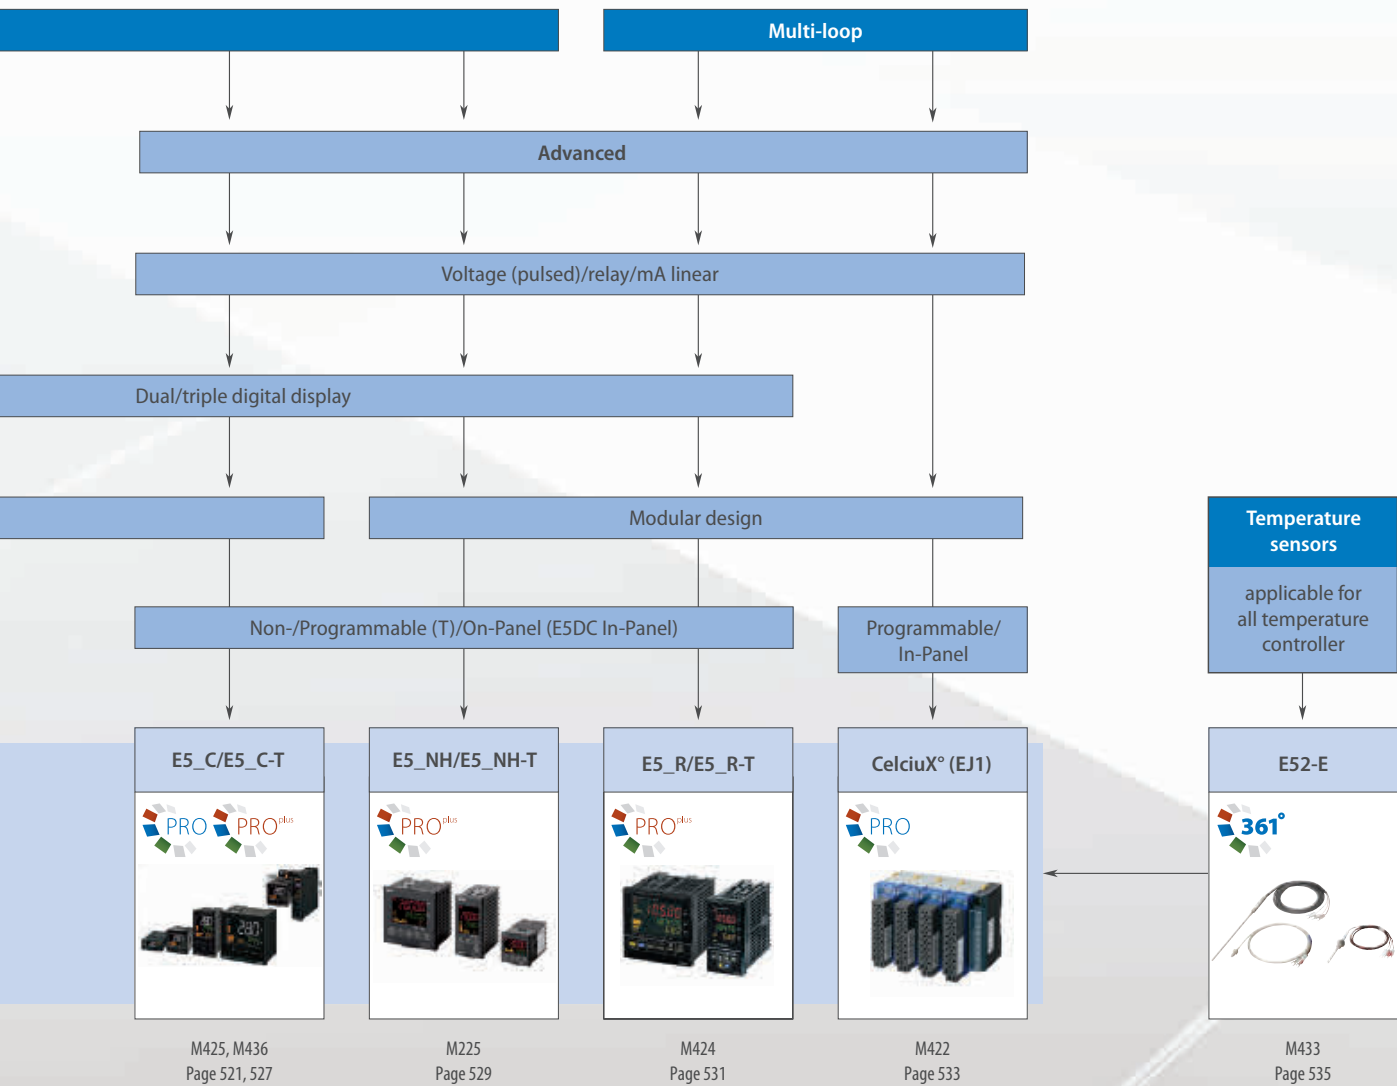 Multi-loop
Advanced
Voltage (pulsed)/relay/mA linear
Dual/triple digital display
Modular design
Temperature
sensors
applicable for
all temperature
controller
Non-/Programmable (T)/On-Panel (E5DC In-Panel)
Programmable/
In-Panel
E5_C/E5_C-T
E5_NH/E5_NH-T
E5_R/E5_R-T
CelciuX° (EJ1)
E52-E
PRO PROplus
PROplus
PROplus
PRO
361°
M425, M436
Page 521, 527
M225
Page 529
M424
Page 531
M422
Page 533
M433
Page 535